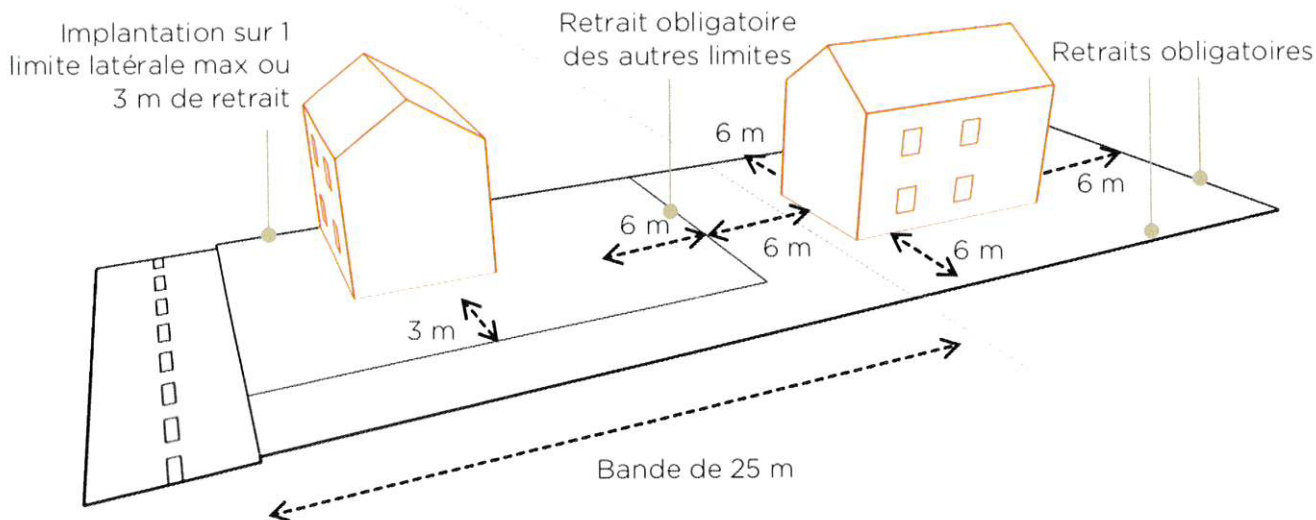 Implantation sur 1
limite latérale max ou
3 m de retrait
Retrait obligatoire
des autres limites
Retraits obligatoires
6 m
6 m
6 m
6 m
6 m
3 m
Bande de 25 m